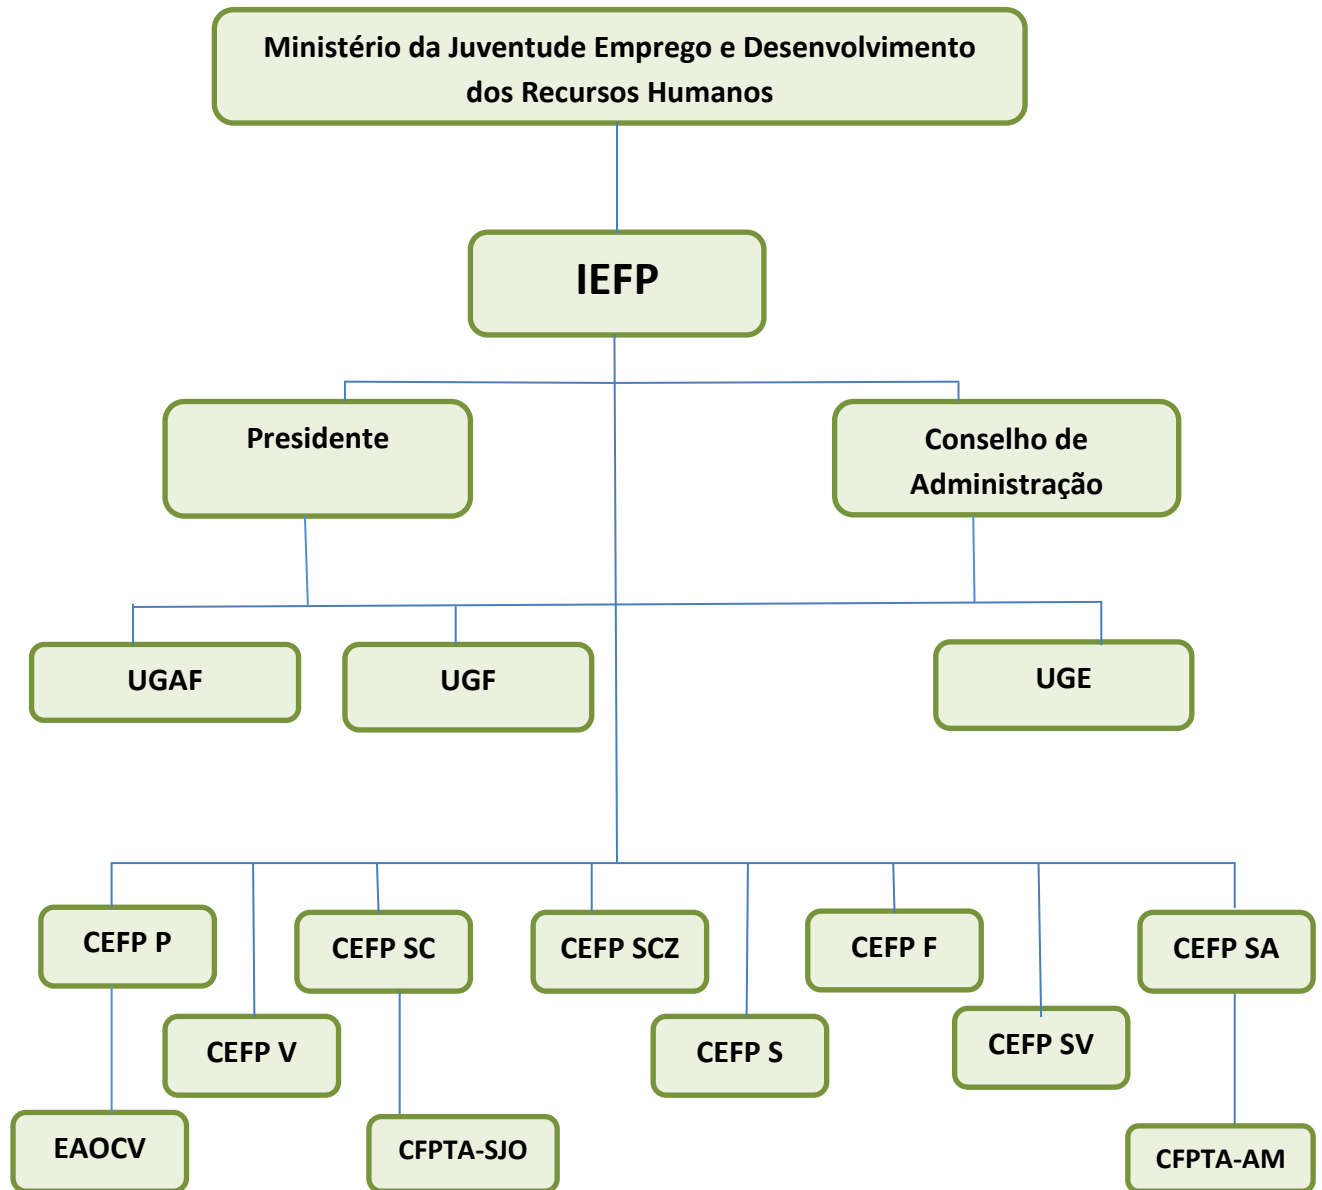 Ministério da Juventude Emprego e Desenvolvimento
dos Recursos Humanos
IEFP
Presidente
Conselho de
Administração
UGAF
UGF
UGE
CEFP P
CEFP SC
CEFP SCZ
CEFP F
CEFP SA
CEFP V
CEFP S
CEFP SV
EAOCV
CFPTA-SJO
CFPTA-AM